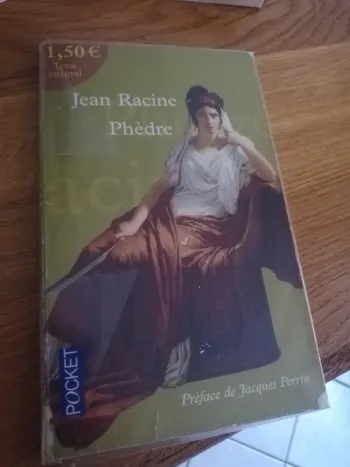 1,50 €
Texte
intégral
Jean Racine
Phèdre
Préface de Jacques Perrin
POCKET